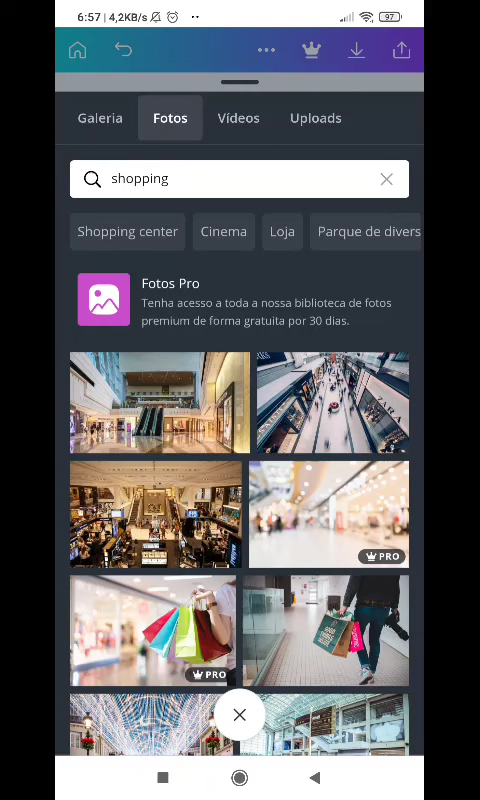 6:57 | 4,2KB/s
97
Galeria Fotos Vídeos Uploads
shopping
Shopping center Cinema Loja Parque de divers
Fotos Pro
Tenha acesso a toda a nossa biblioteca de fotos
premium de forma gratuita por 30 dias.
ZARA
PRO
PRO